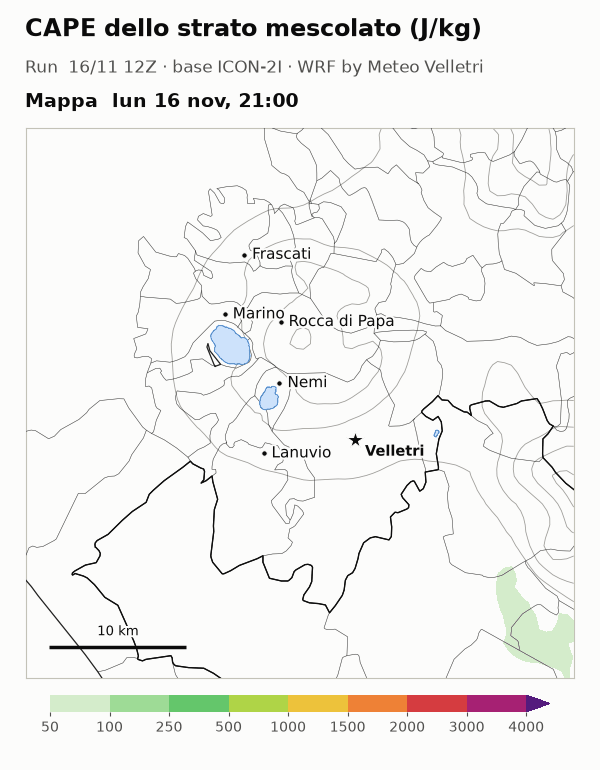 CAPE dello strato mescolato (J/kg)
Run  16/11 12Z · base ICON-2I · WRF by Meteo Velletri
Mappa  lun 16 nov, 21:00
Frascati
Marino
Rocca di Papa
Nemi
Velletri
Lanuvio
10 km
50 100 250 500 1000 1500 2000 3000 4000